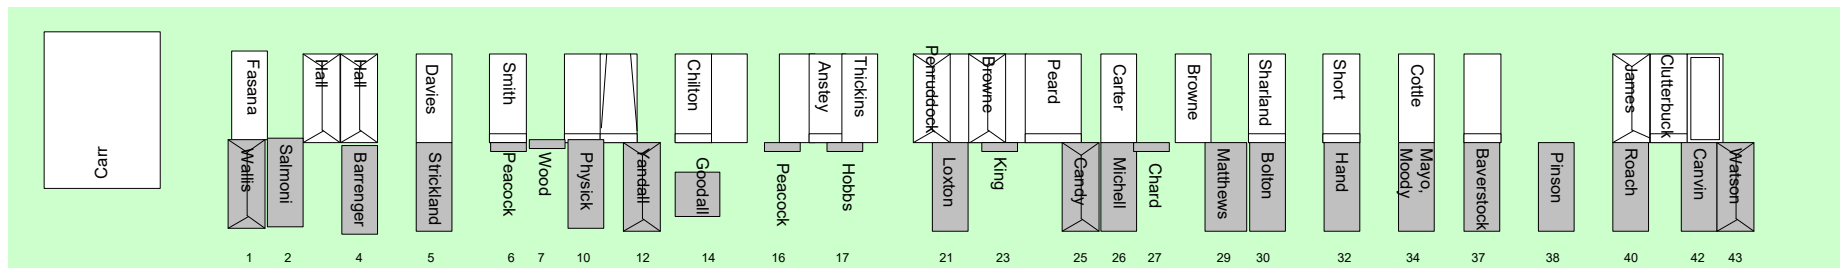 Carr
Fasana
Hall
Hall
Davies
Smith
Chilton
Anstey
Thickins
Penruddock
Browne
Peard
Carter
Browne
Sharland
Short
Cottle
James
Clutterbuck
Wallis
Salmoni
Barrenger
Strickland
Peacock
Wood
Physick
Yandall
Goodall
Peacock
Hobbs
Loxton
King
Candy
Michell
Chard
Matthews
Bolton
Hand
Mayo,
Moody
Baverstock
Pinson
Roach
Canvin
Watson
1 2 4 5 6 7 10 12 14 16 17 21 23 25 26 27 29 30 32 34 37 38 40 42 43